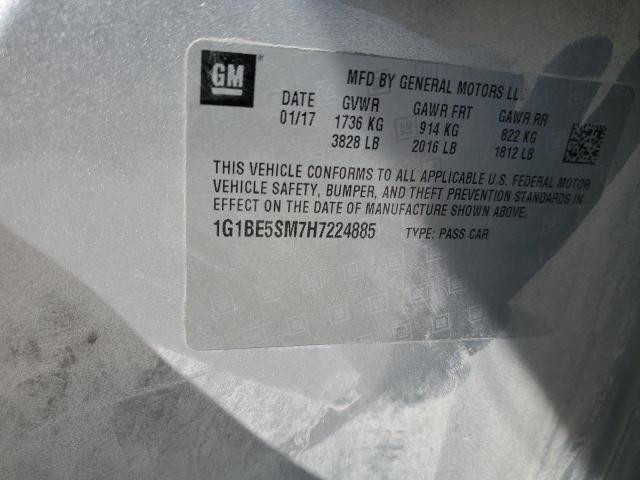 GM
MFD BY GENERAL MOTORS LL
DATE GVWR GAWR FRT GAWR RR
01/17 1736 KG 914 KG 822 KG
3828 LB 2016 LB 1812 LB
THIS VEHICLE CONFORMS TO ALL APPLICABLE U.S. FEDERAL MOTOR
VEHICLE SAFETY, BUMPER, AND THEFT PREVENTION STANDARDS IN
EFFECT ON THE DATE OF MANUFACTURE SHOWN ABOVE.
1G1BE5SM7H7224885 TYPE: PASS CAR